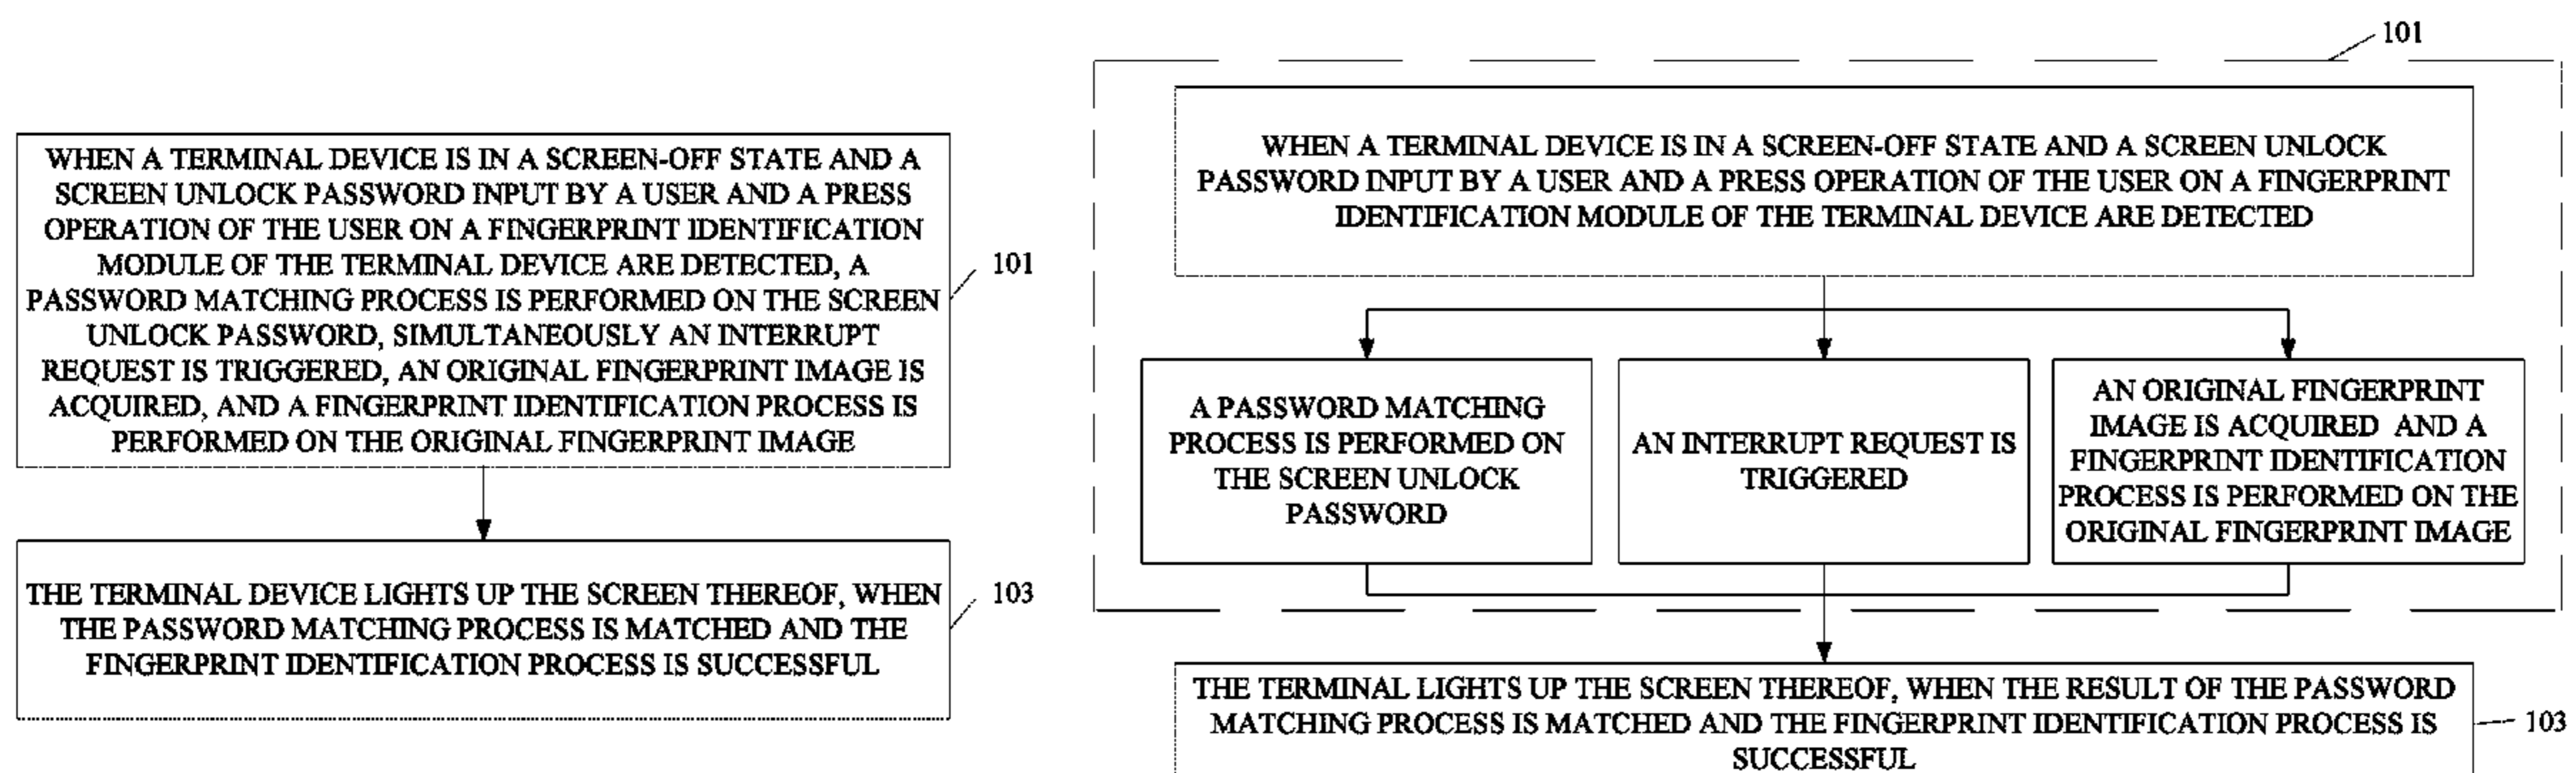 WHEN A TERMINAL DEVICE IS IN A SCREEN-OFF STATE AND A
SCREEN UNLOCK PASSWORD INPUT BY A USER AND A PRESS
OPERATION OF THE USER ON A FINGERPRINT IDENTIFICATION
MODULE OF THE TERMINAL DEVICE ARE DETECTED, A
PASSWORD MATCHING PROCESS IS PERFORMED ON THE SCREEN
UNLOCK PASSWORD, SIMULTANEOUSLY AN INTERRUPT
REQUEST IS TRIGGERED, AN ORIGINAL FINGERPRINT IMAGE IS
ACQUIRED, AND A FINGERPRINT IDENTIFICATION PROCESS IS
PERFORMED ON THE ORIGINAL FINGERPRINT IMAGE
101
THE TERMINAL DEVICE LIGHTS UP THE SCREEN THEREOF, WHEN
THE PASSWORD MATCHING PROCESS IS MATCHED AND THE
FINGERPRINT IDENTIFICATION PROCESS IS SUCCESSFUL
103
101
WHEN A TERMINAL DEVICE IS IN A SCREEN-OFF STATE AND A SCREEN UNLOCK
PASSWORD INPUT BY A USER AND A PRESS OPERATION OF THE USER ON A FINGERPRINT
IDENTIFICATION MODULE OF THE TERMINAL DEVICE ARE DETECTED
A PASSWORD MATCHING
PROCESS IS PERFORMED ON
THE SCREEN UNLOCK
PASSWORD
AN INTERRUPT REQUEST IS
TRIGGERED
AN ORIGINAL FINGERPRINT
IMAGE IS ACQUIRED AND A
FINGERPRINT IDENTIFICATION
PROCESS IS PERFORMED ON THE
ORIGINAL FINGERPRINT IMAGE
THE TERMINAL LIGHTS UP THE SCREEN THEREOF, WHEN THE RESULT OF THE PASSWORD
MATCHING PROCESS IS MATCHED AND THE FINGERPRINT IDENTIFICATION PROCESS IS
SUCCESSFUL
103